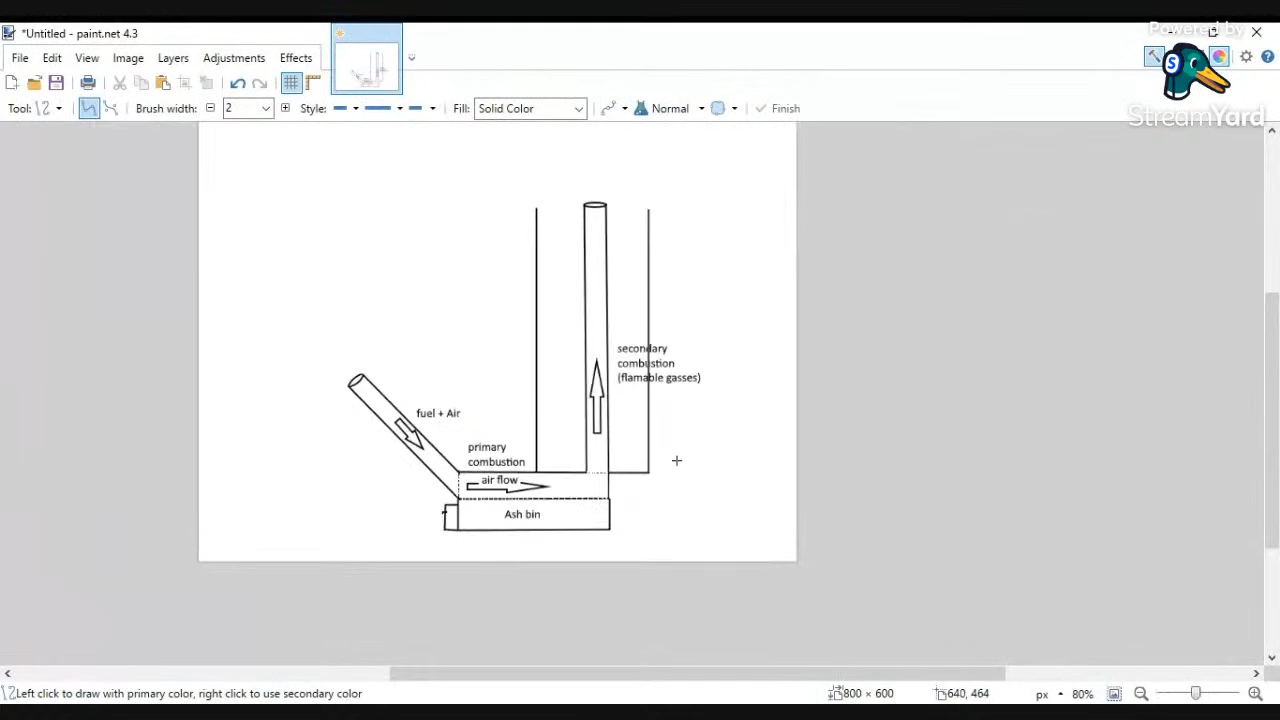 *Untitled - paint.net 4.3
Powered by
File Edit View Image Layers Adjustments Effects
S
Tool: Brush width: 2 Style: Fill: Solid Color Normal Finish
StreamYard
secondary
combustion
(flamable gasses)
fuel + Air
primary
combustion
air flow
Ash bin
Left click to draw with primary color, right click to use secondary color 800 × 600 640, 464 px 80%